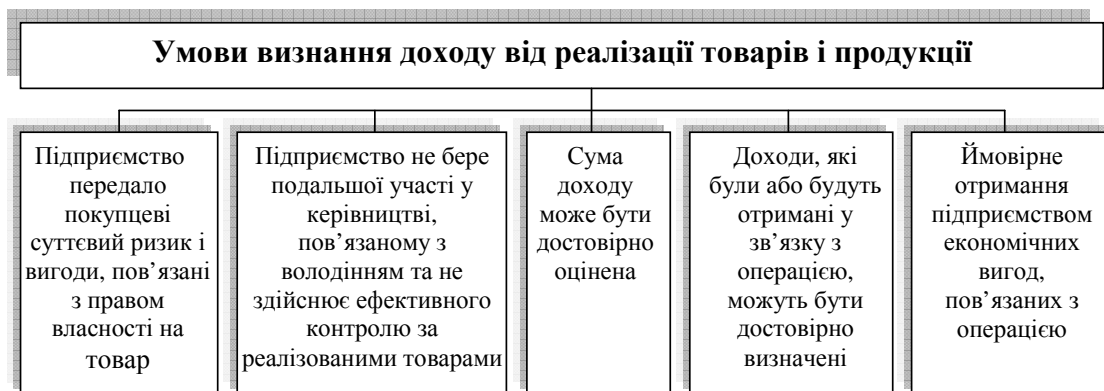 Умови визнання доходу від реалізації товарів і продукції
Підприємство
передало
покупцеві
суттєвий ризик і
вигоди, пов’язані
з правом
власності на
товар
Підприємство не бере
подальшої участі у
керівництві,
пов’язаному з
володінням та не
здійснює ефективного
контролю за
реалізованими товарами
Сума
доходу
може бути
достовірно
оцінена
Доходи, які
були або будуть
отримані у
зв’язку з
операцією,
можуть бути
достовірно
визначені
Ймовірне
отримання
підприємством
економічних
вигод,
пов’язаних з
операцією